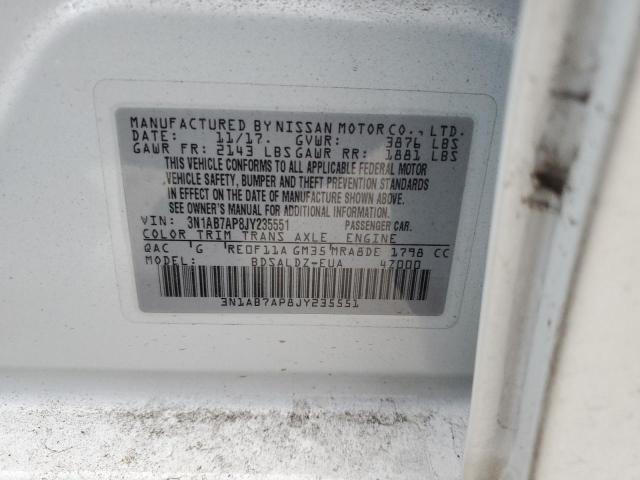 MANUFACTURED BY NISSAN MOTOR CO., LTD.
DATE: 11/17. GVWR: 3876 LBS
GAWR FR: 2143 LBS GAWR RR: 1881 LBS
THIS VEHICLE CONFORMS TO ALL APPLICABLE FEDERAL MOTOR
VEHICLE SAFETY, BUMPER AND THEFT PREVENTION STANDARDS
IN EFFECT ON THE DATE OF MANUFACTURE SHOWN ABOVE.
SEE OWNER'S MANUAL FOR ADDITIONAL INFORMATION.
VIN: 3N1AB7AP8JY235551 PASSENGER CAR.
COLOR TRIM TRANS AXLE ENGINE
QAC G RE0F11A GM35 MRA8DE 1798 CC
MODEL: BDSALDZ-EUA 47000
3N1AB7AP8JY235551